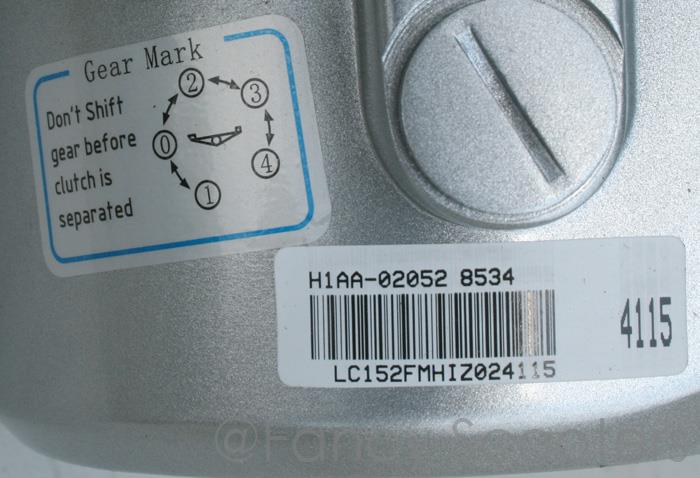 Gear Mark
Don't Shift
gear before
clutch is
separated
2
3
0
4
1
H1AA-02052 8534
4115
LC152FMHIZ024115